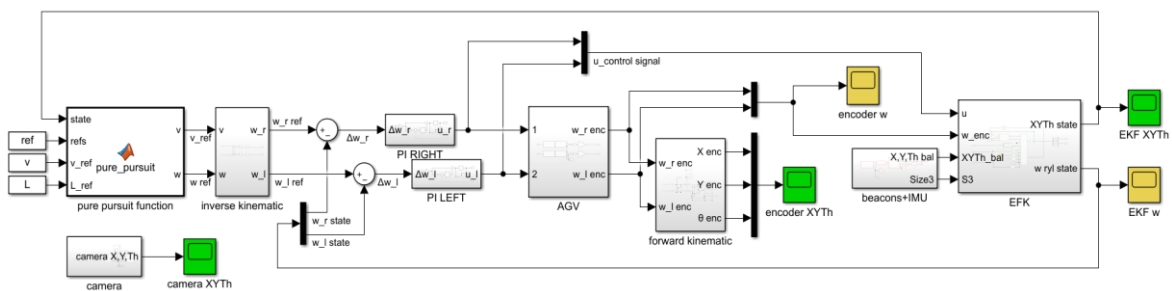 ref
v
L
state
refs
v_ref
L_ref
pure_pursuit
v
w
pure pursuit function
v_ref
w ref
v
w
w_r
w_l
inverse kinematic
w_r ref
w_l ref
Δw_r
Δw_l
w_r state
w_l state
Δw_r
u_r
PI RIGHT
Δw_l
u_l
PI LEFT
u_control signal
1
2
w_r enc
w_l enc
AGV
w_r enc
w_l enc
X enc
Y enc
θ enc
forward kinematic
encoder w
encoder XYTh
X,Y,Th bal
Size3
beacons+IMU
u
w_enc
XYTh_bal
S3
XYTh state
w ryl state
EFK
EKF XYTh
EKF w
camera X,Y,Th
camera
camera XYTh